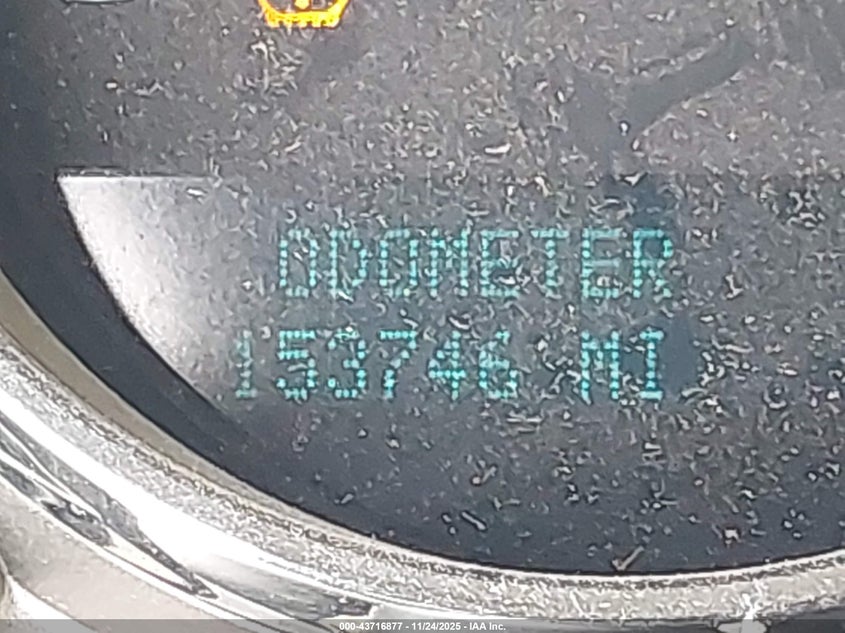 ODOMETER
153746 MI
000-43716877 - 11/24/2025 - IAA Inc.